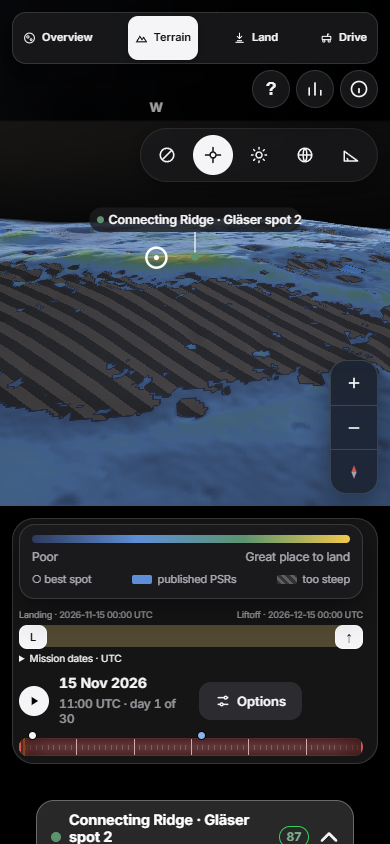 Overview
Terrain
Land
Drive
?
W
Connecting Ridge · Gläser spot 2
+
−
Poor
Great place to land
best spot
published PSRs
too steep
Landing · 2026-11-15 00:00 UTC
Liftoff · 2026-12-15 00:00 UTC
L
↑
Mission dates · UTC
15 Nov 2026
11:00 UTC · day 1 of
30
Options
Connecting Ridge · Gläser
spot 2
87